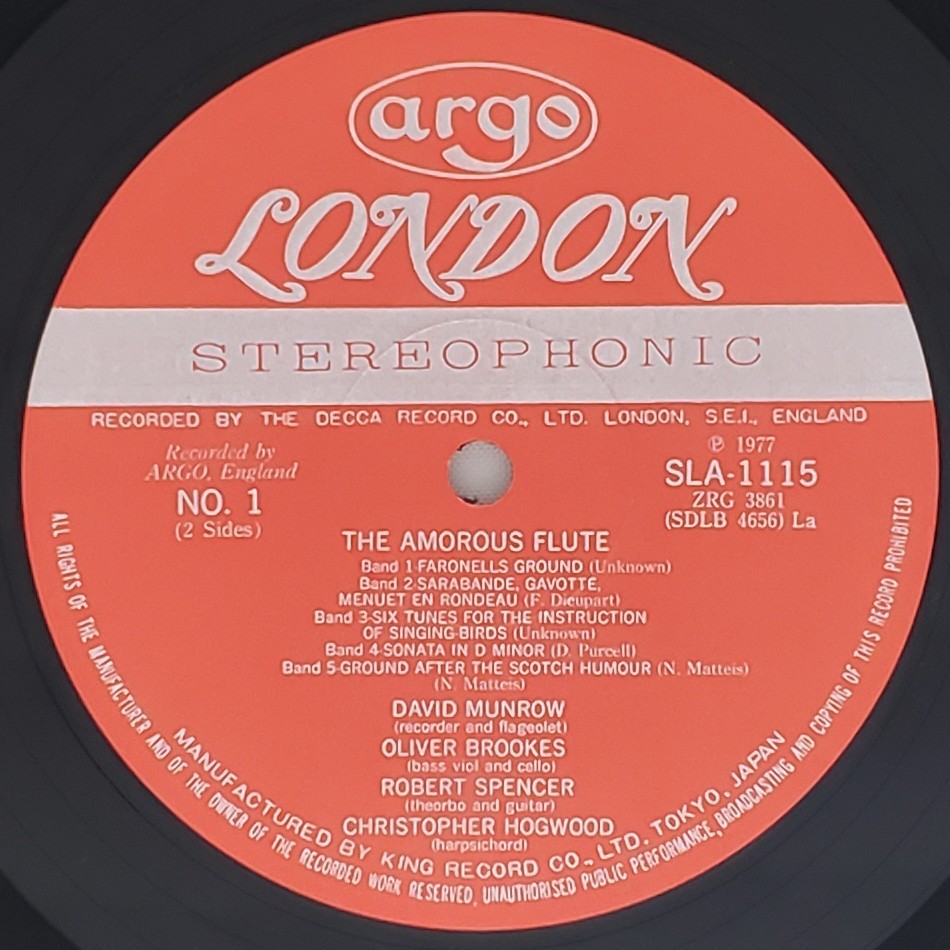 argo
LONDON
STEREOPHONIC
RECORDED BY THE DECCA RECORD CO., LTD. LONDON, S.E.I., ENGLAND
Recorded by
ARGO, England
NO. 1
(2 Sides)
℗ 1977
SLA-1115
ZRG 3861
(SDLB 4656) La
THE AMOROUS FLUTE
Band 1-FARONELLS GROUND (Unknown)
Band 2-SARABANDE, GAVOTTE,
MENUET EN RONDEAU (F. Dieupart)
Band 3-SIX TUNES FOR THE INSTRUCTION
OF SINGING-BIRDS (Unknown)
Band 4-SONATA IN D MINOR (D. Purcell)
Band 5-GROUND AFTER THE SCOTCH HUMOUR (N. Matteis)
(N. Matteis)
DAVID MUNROW
(recorder and flageolet)
OLIVER BROOKES
(bass viol and cello)
ROBERT SPENCER
(theorbo and guitar)
CHRISTOPHER HOGWOOD
(harpsichord)
MANUFACTURED BY KING RECORD CO., LTD. TOKYO, JAPAN
ALL RIGHTS OF THE MANUFACTURER AND OF THE OWNER OF THE RECORDED WORK RESERVED, UNAUTHORISED PUBLIC PERFORMANCE, BROADCASTING AND COPYING OF THIS RECORD PROHIBITED